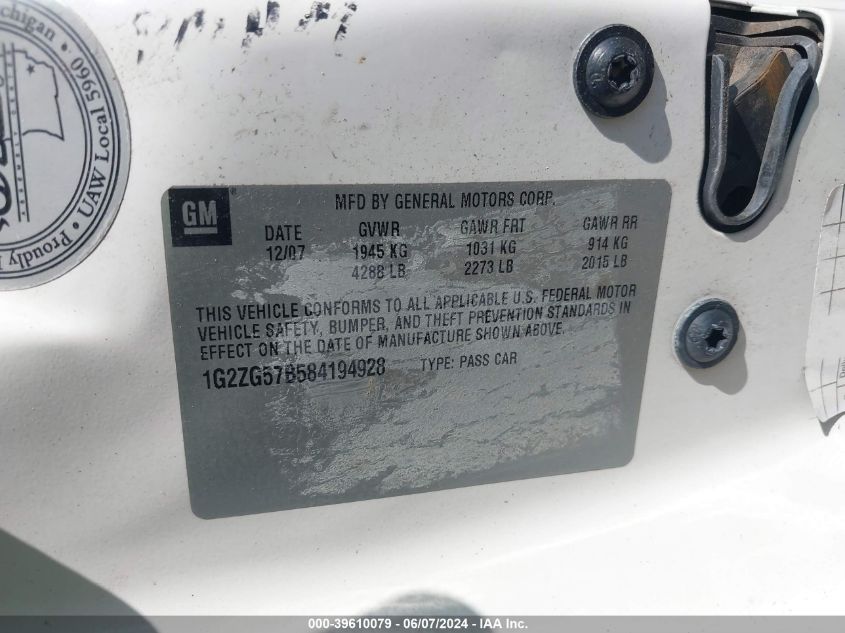 chigan • UAW Local 5960
• Proudly
GM
MFD BY GENERAL MOTORS CORP.
DATE GVWR GAWR FRT GAWR RR
12/07 1945 KG 1031 KG 914 KG
4288 LB 2273 LB 2015 LB
THIS VEHICLE CONFORMS TO ALL APPLICABLE U.S. FEDERAL MOTOR
VEHICLE SAFETY, BUMPER, AND THEFT PREVENTION STANDARDS IN
EFFECT ON THE DATE OF MANUFACTURE SHOWN ABOVE.
1G2ZG57B584194928 TYPE: PASS CAR
000-39610079 - 06/07/2024 - IAA Inc.